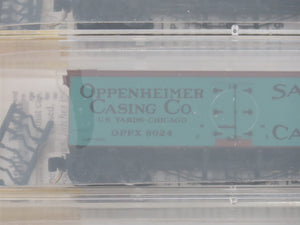 OPPENHEIMER
CASING CO.
U.S. YARDS-CHICAGO
OPPX 8024
SA
CA